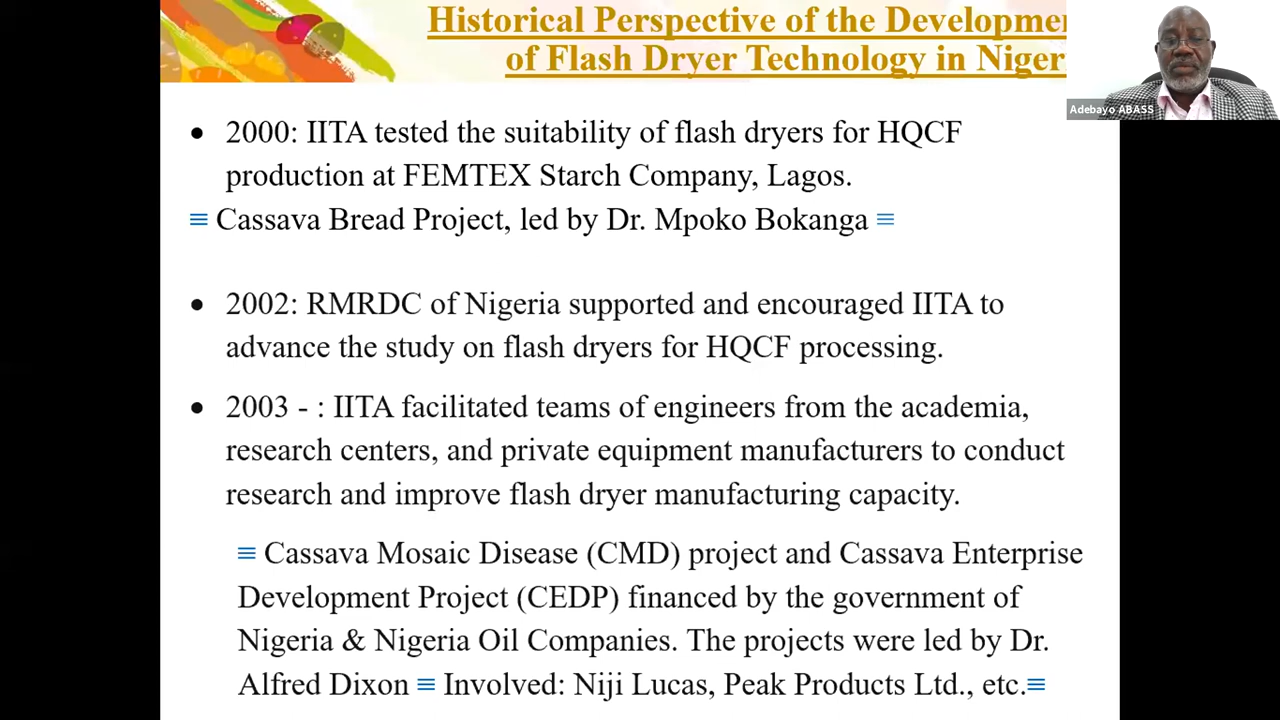 Historical Perspective of the Developme
of Flash Dryer Technology in Niger
Adebayo ABASS
• 2000: IITA tested the suitability of flash dryers for HQCF
production at FEMTEX Starch Company, Lagos.
≡ Cassava Bread Project, led by Dr. Mpoko Bokanga ≡
• 2002: RMRDC of Nigeria supported and encouraged IITA to
advance the study on flash dryers for HQCF processing.
• 2003 - : IITA facilitated teams of engineers from the academia,
research centers, and private equipment manufacturers to conduct
research and improve flash dryer manufacturing capacity.
≡ Cassava Mosaic Disease (CMD) project and Cassava Enterprise
Development Project (CEDP) financed by the government of
Nigeria & Nigeria Oil Companies. The projects were led by Dr.
Alfred Dixon ≡ Involved: Niji Lucas, Peak Products Ltd., etc.≡